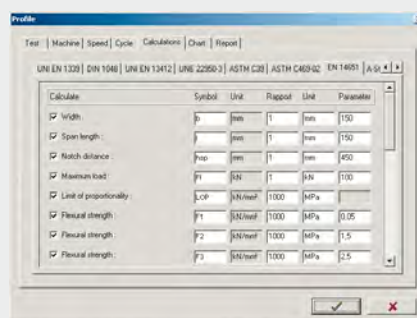 Profile
Test Machine Speed Cycle Calculations Chart Report
UNI EN 1339 DIN 1048 UNI EN 13412 UNE 22950-3 ASTM C39 ASTM C469-02 EN 14651
Calculate Symbol Unit Rapport Unit Parameter
Width : b mm 1 mm 150
Span length : l mm 1 mm 150
Notch distance : hsp mm 1 mm 450
Maximum load : Fl kN 1 kN 100
Limit of proportionality : LOP kN/mm² 1000 MPa
Flexural strength : F1 kN/mm² 1000 MPa 0.05
Flexural strength : F2 kN/mm² 1000 MPa 1.5
Flexural strength : F3 kN/mm² 1000 MPa 2.5